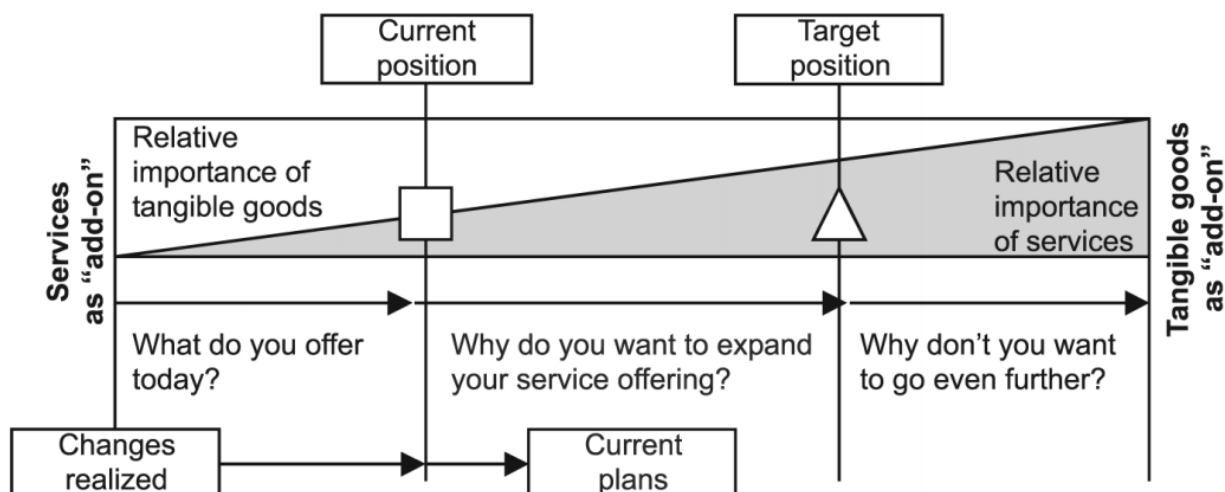 Current
position
Target
position
Services
as “add-on”
Relative
importance of
tangible goods
Relative
importance
of services
Tangible goods
as “add-on”
What do you offer
today?
Why do you want to expand
your service offering?
Why don’t you want
to go even further?
Changes
realized
Current
plans